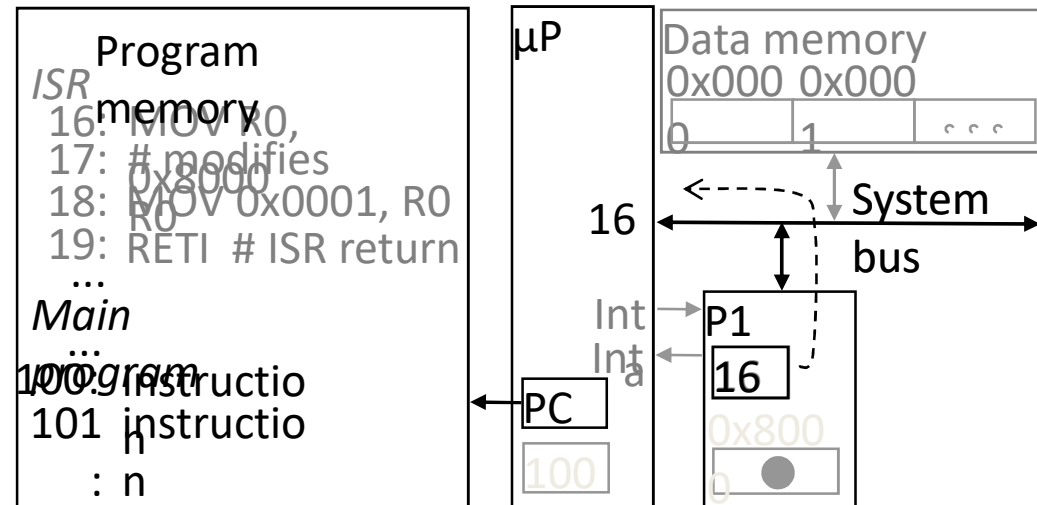 Program
memory
ISR
16: MOV R0,
0x8000
17: # modifies
R0
18: MOV 0x0001, R0
19: RETI # ISR return
...
Main
program
...
100: instructio
n
101 instructio
: n
µP
16
Int
Int
a
PC
100
Data memory
0x000 0x000
0 1
System
bus
P1
16
0x800
0